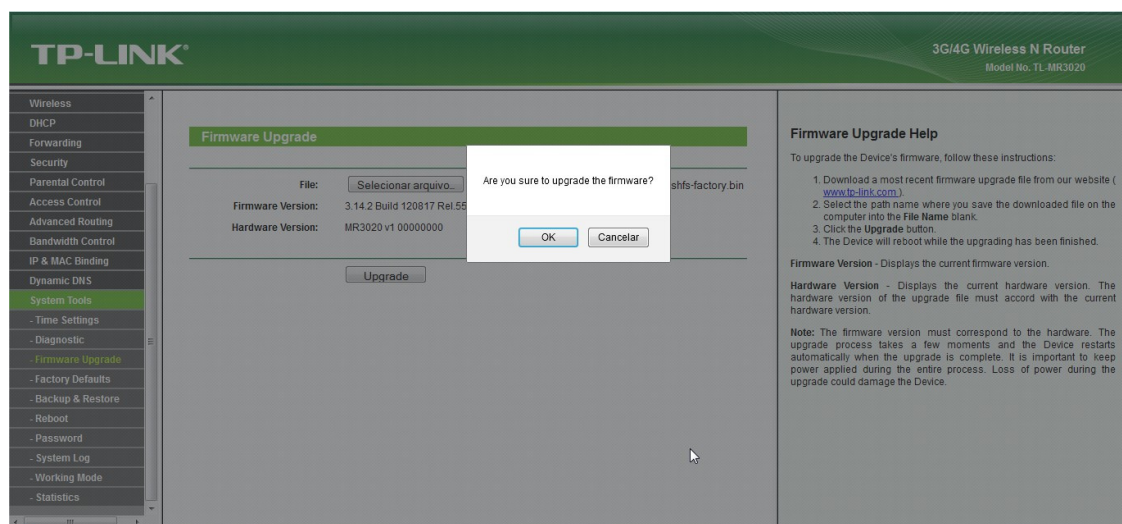 TP-LINK®
3G/4G Wireless N Router
Model No. TL-MR3020
Wireless
DHCP
Forwarding
Security
Parental Control
Access Control
Advanced Routing
Bandwidth Control
IP & MAC Binding
Dynamic DNS
System Tools
- Time Settings
- Diagnostic
- Firmware Upgrade
- Factory Defaults
- Backup & Restore
- Reboot
- Password
- System Log
- Working Mode
- Statistics
Firmware Upgrade
File: Selecionar arquivo.. shfs-factory.bin
Firmware Version: 3.14.2 Build 120817 Rel.55
Hardware Version: MR3020 v1 00000000
Upgrade
Are you sure to upgrade the firmware?
OK Cancelar
Firmware Upgrade Help
To upgrade the Device's firmware, follow these instructions:
1. Download a most recent firmware upgrade file from our website (
www.tp-link.com ).
2. Select the path name where you save the downloaded file on the
computer into the File Name blank.
3. Click the Upgrade button.
4. The Device will reboot while the upgrading has been finished.
Firmware Version - Displays the current firmware version.
Hardware Version - Displays the current hardware version. The
hardware version of the upgrade file must accord with the current
hardware version.
Note: The firmware version must correspond to the hardware. The
upgrade process takes a few moments and the Device restarts
automatically when the upgrade is complete. It is important to keep
power applied during the entire process. Loss of power during the
upgrade could damage the Device.